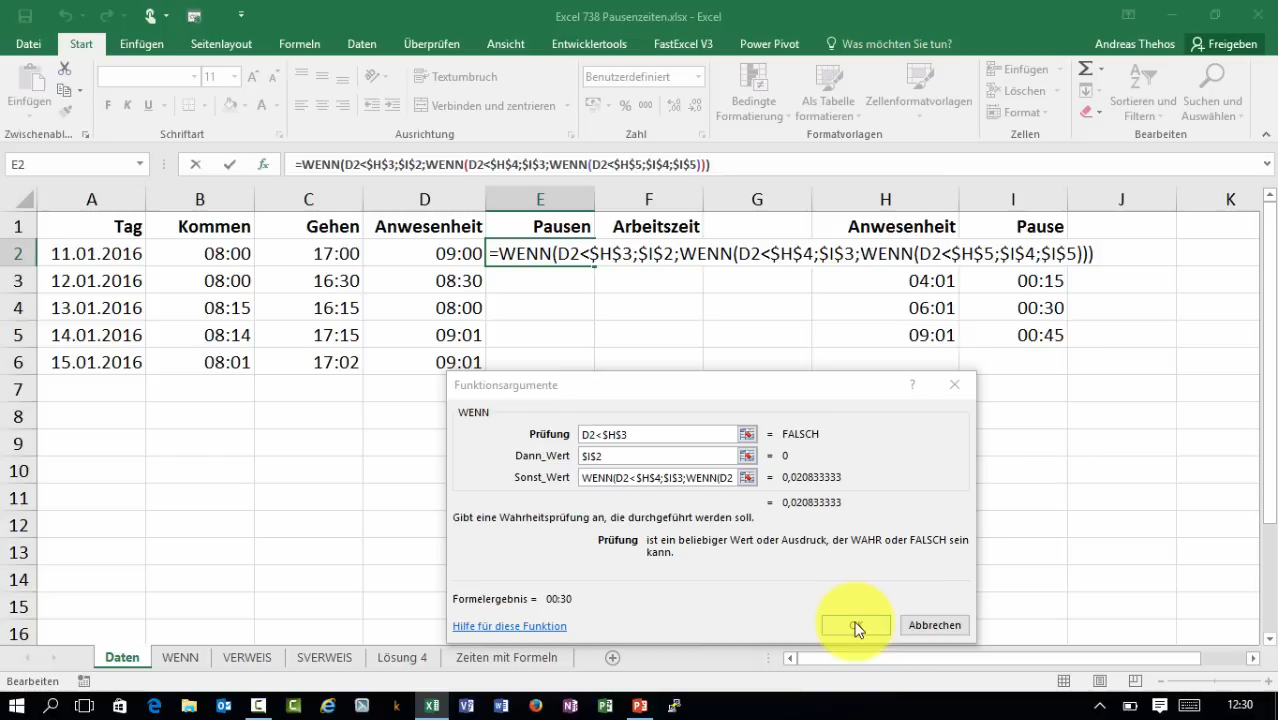 Excel 738 Pausenzeiten.xlsx - Excel
Datei Start Einfügen Seitenlayout Formeln Daten Überprüfen Ansicht Entwicklertools FastExcel V3 Power Pivot Was möchten Sie tun? Andreas Thehos Freigeben
Einfügen
Zwischenabl...
11
F K U
Schriftart
Textumbruch
Verbinden und zentrieren
Ausrichtung
Benutzerdefiniert
% 000
Zahl
Bedingte Formatierung
Als Tabelle formatieren
Zellenformatvorlagen
Formatvorlagen
Einfügen
Löschen
Format
Zellen
Sortieren und Filtern
Suchen und Auswählen
Bearbeiten
E2 =WENN(D2<$H$3;$I$2;WENN(D2<$H$4;$I$3;WENN(D2<$H$5;$I$4;$I$5)))
A B C D E F G H I J K
1 Tag Kommen Gehen Anwesenheit Pausen Arbeitszeit Anwesenheit Pause
2 11.01.2016 08:00 17:00 09:00 =WENN(D2<$H$3;$I$2;WENN(D2<$H$4;$I$3;WENN(D2<$H$5;$I$4;$I$5)))
3 12.01.2016 08:00 16:30 08:30 04:01 00:15
4 13.01.2016 08:15 16:15 08:00 06:01 00:30
5 14.01.2016 08:14 17:15 09:01 09:01 00:45
6 15.01.2016 08:01 17:02 09:01
7
8
9
10
11
12
13
14
15
16
Funktionsargumente
WENN
Prüfung D2<$H$3 = FALSCH
Dann_Wert $I$2 = 0
Sonst_Wert WENN(D2<$H$4;$I$3;WENN(D2 = 0,020833333
= 0,020833333
Gibt eine Wahrheitsprüfung an, die durchgeführt werden soll.
Prüfung ist ein beliebiger Wert oder Ausdruck, der WAHR oder FALSCH sein
kann.
Formelergebnis = 00:30
Hilfe für diese Funktion
OK Abbrechen
Daten WENN VERWEIS SVERWEIS Lösung 4 Zeiten mit Formeln
Bearbeiten
12:30